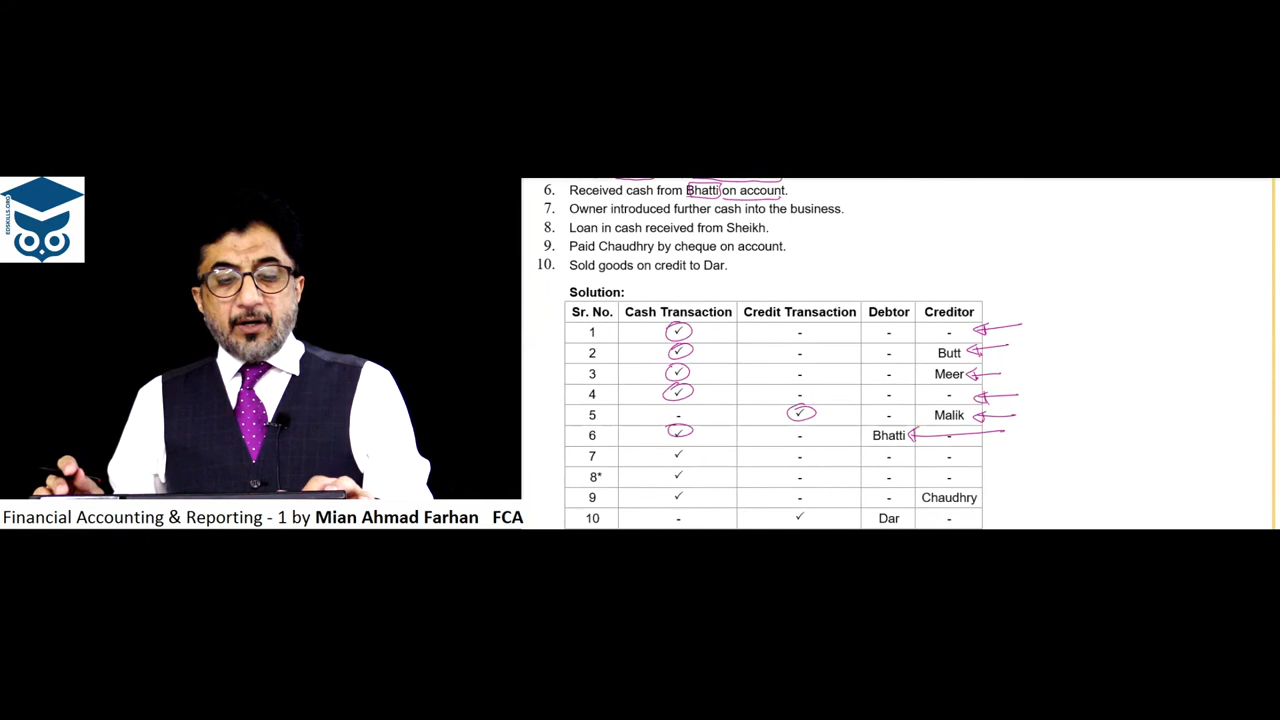 EDSKILLS.ORG
6. Received cash from Bhatti on account.
7. Owner introduced further cash into the business.
8. Loan in cash received from Sheikh.
9. Paid Chaudhry by cheque on account.
10. Sold goods on credit to Dar.
Solution:
Sr. No. Cash Transaction Credit Transaction Debtor Creditor
1 ✓ - - -
2 ✓ - - Butt
3 ✓ - - Meer
4 ✓ - - -
5 - ✓ - Malik
6 ✓ - Bhatti -
7 ✓ - - -
8* ✓ - - -
9 ✓ - - Chaudhry
10 - ✓ Dar -
Financial Accounting & Reporting - 1 by Mian Ahmad Farhan FCA